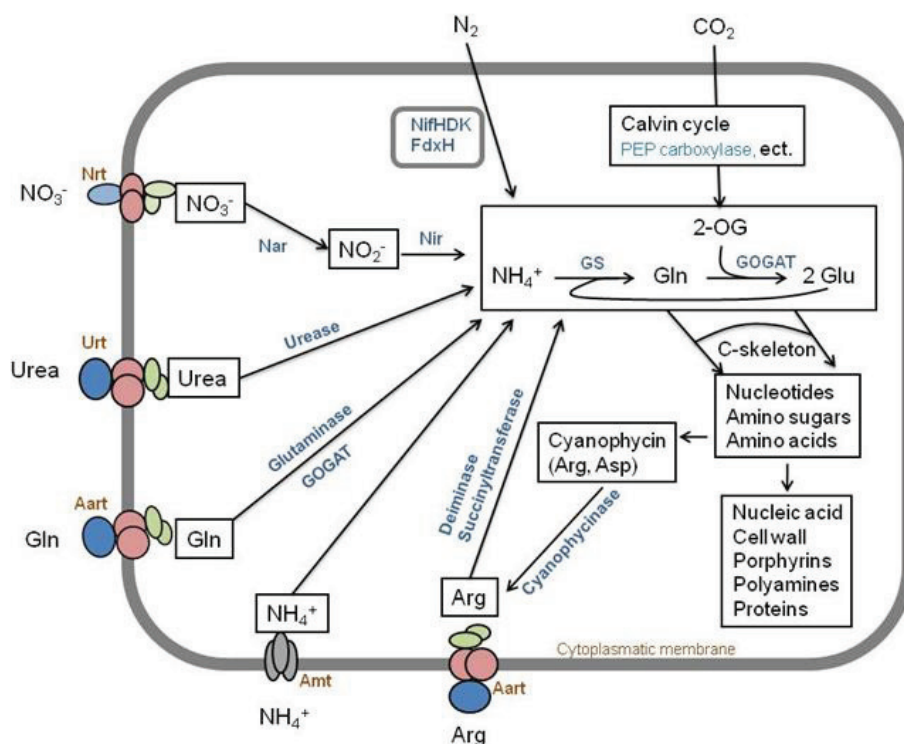 N₂
CO₂
NifHDK
FdxH
Calvin cycle
PEP carboxylase, ect.
Nrt
NO₃⁻
NO₃⁻
Nar
NO₂⁻
Nir
2-OG
NH₄⁺
GS
Gln
GOGAT
2 Glu
Urt
Urea
Urea
Urease
C-skeleton
Nucleotides
Amino sugars
Amino acids
Cyanophycin
(Arg, Asp)
Glutaminase
GOGAT
Deiminase
Succinyltransferase
Cyanophycinase
Aart
Gln
Gln
Nucleic acid
Cell wall
Porphyrins
Polyamines
Proteins
NH₄⁺
Amt
NH₄⁺
Arg
Aart
Arg
Cytoplasmatic membrane